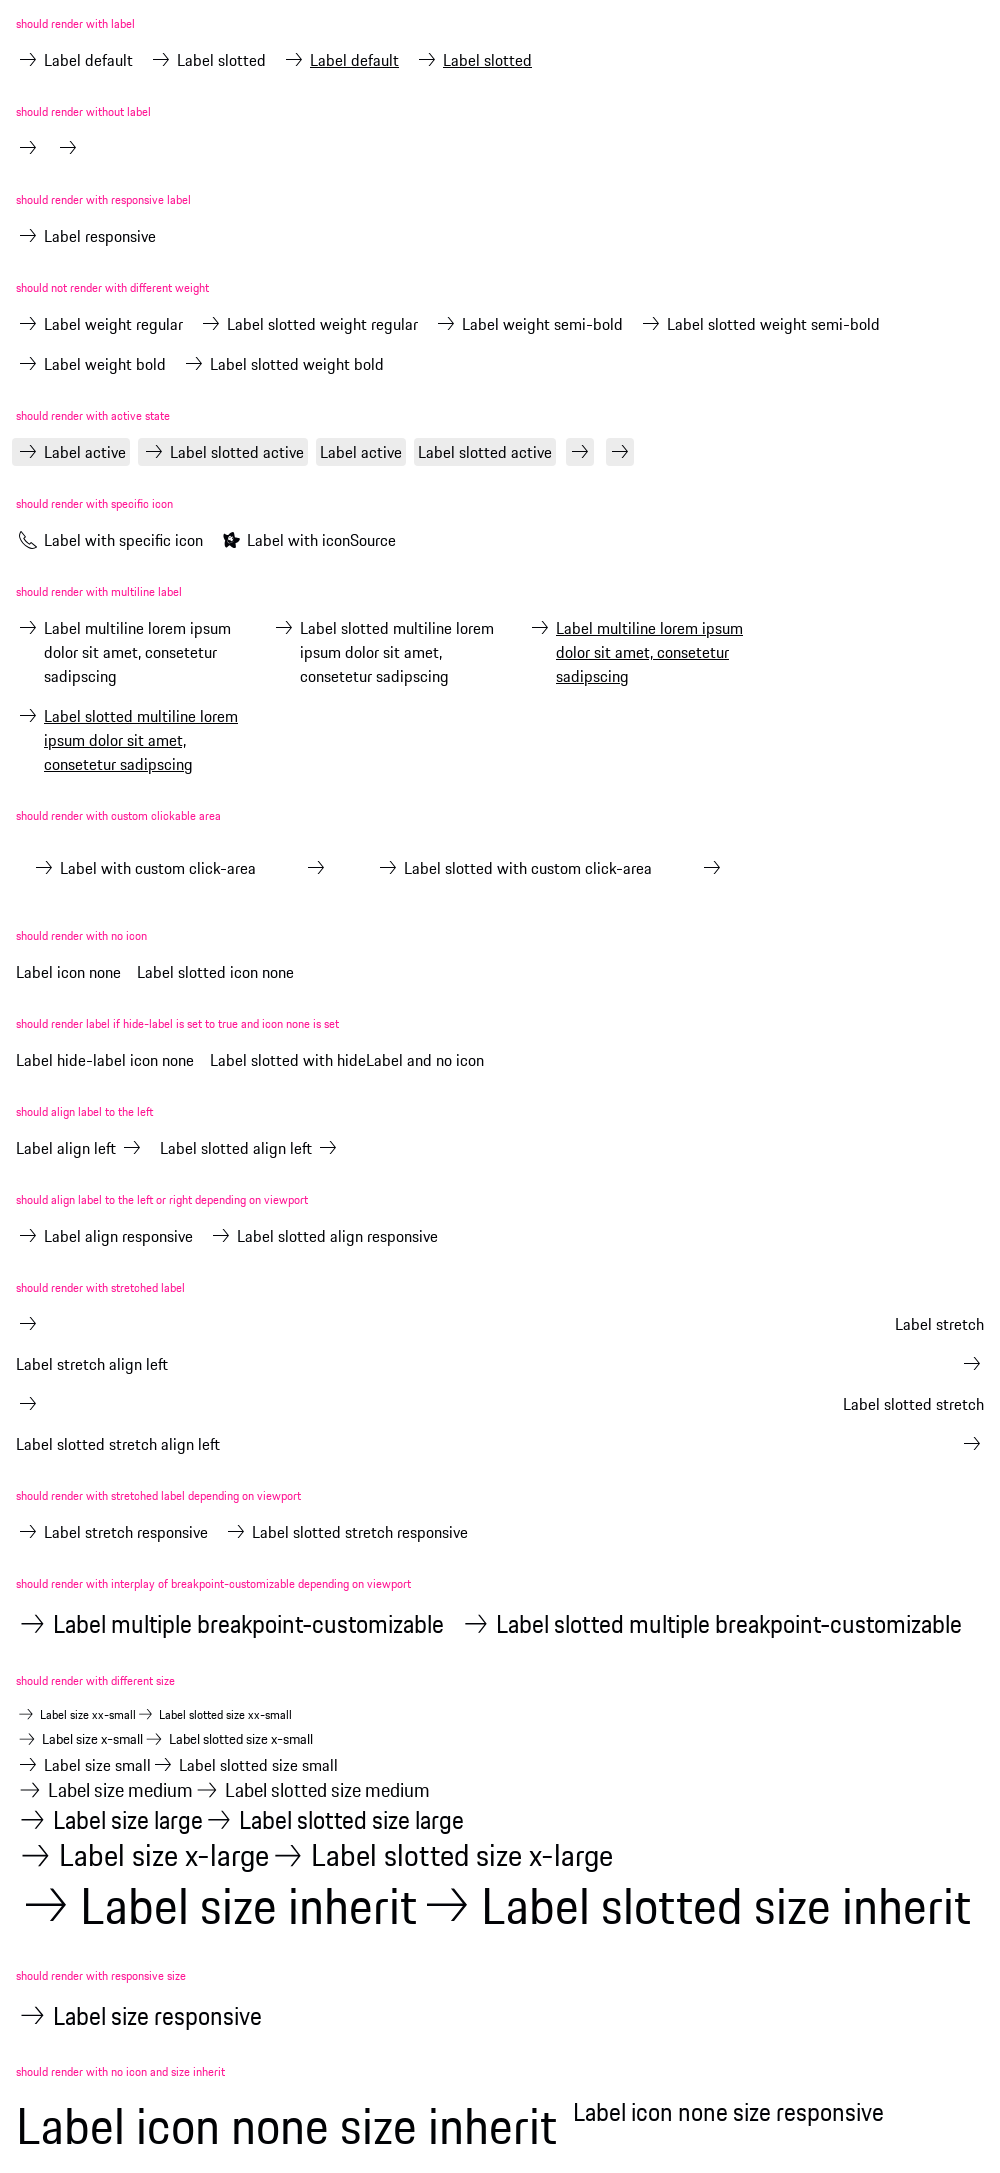 should render with label
Label default Label slotted Label default Label slotted
should render without label
should render with responsive label
Label responsive
should not render with different weight
Label weight regular Label slotted weight regular Label weight semi-bold Label slotted weight semi-bold
Label weight bold Label slotted weight bold
should render with active state
Label active Label slotted active Label active Label slotted active
should render with specific icon
Label with specific icon Label with iconSource
should render with multiline label
Label multiline lorem ipsum
dolor sit amet, consetetur
sadipscing
Label slotted multiline lorem
ipsum dolor sit amet,
consetetur sadipscing
Label multiline lorem ipsum
dolor sit amet, consetetur
sadipscing
Label slotted multiline lorem
ipsum dolor sit amet,
consetetur sadipscing
should render with custom clickable area
Label with custom click-area Label slotted with custom click-area
should render with no icon
Label icon none Label slotted icon none
should render label if hide-label is set to true and icon none is set
Label hide-label icon none Label slotted with hideLabel and no icon
should align label to the left
Label align left Label slotted align left
should align label to the left or right depending on viewport
Label align responsive Label slotted align responsive
should render with stretched label
Label stretch
Label stretch align left
Label slotted stretch
Label slotted stretch align left
should render with stretched label depending on viewport
Label stretch responsive Label slotted stretch responsive
should render with interplay of breakpoint-customizable depending on viewport
Label multiple breakpoint-customizable Label slotted multiple breakpoint-customizable
should render with different size
Label size xx-small Label slotted size xx-small
Label size x-small Label slotted size x-small
Label size small Label slotted size small
Label size medium Label slotted size medium
Label size large Label slotted size large
Label size x-large Label slotted size x-large
Label size inherit Label slotted size inherit
should render with responsive size
Label size responsive
should render with no icon and size inherit
Label icon none size inherit Label icon none size responsive